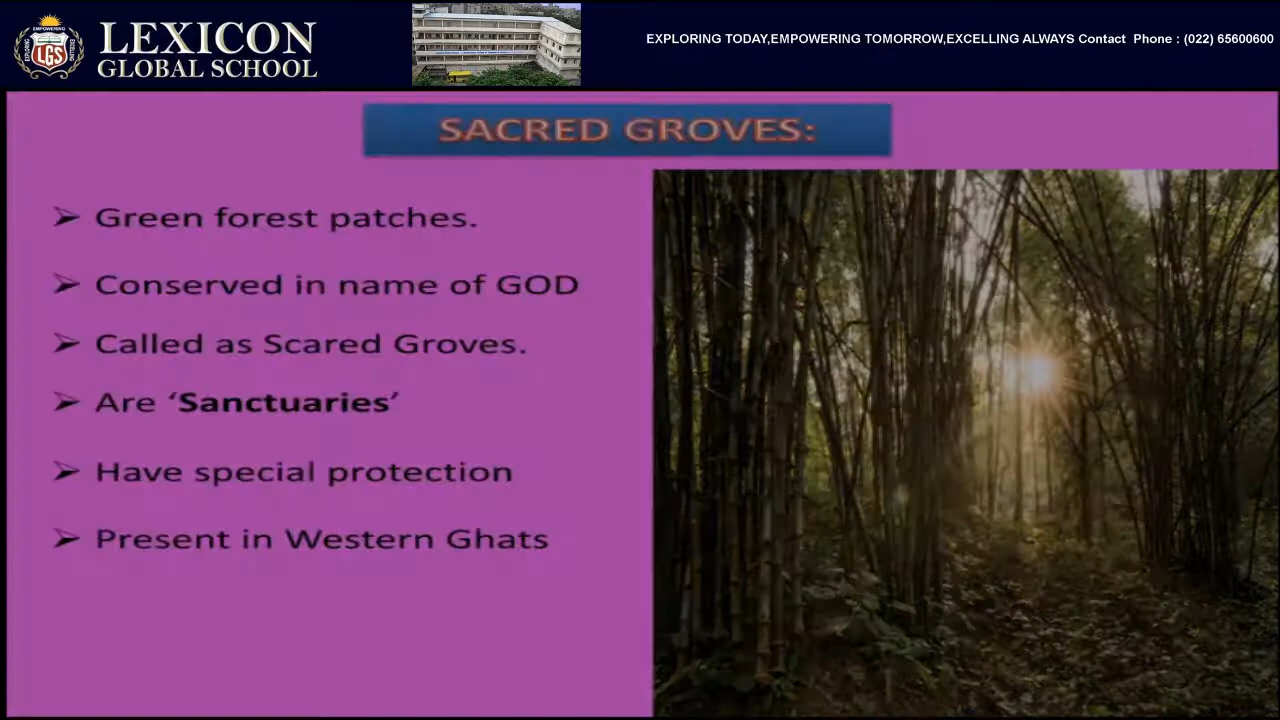 LEXICON
GLOBAL SCHOOL
LGS
EXPLORING TODAY,EMPOWERING TOMORROW,EXCELLING ALWAYS Contact Phone : (022) 65600600
SACRED GROVES:
➢ Green forest patches.
➢ Conserved in name of GOD
➢ Called as Scared Groves.
➢ Are ‘Sanctuaries’
➢ Have special protection
➢ Present in Western Ghats